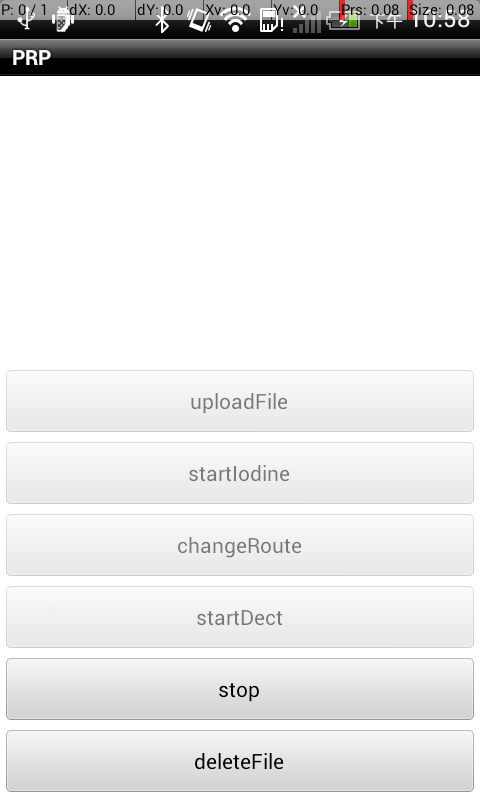 P: 0 / 1 dX: 0.0 dY: 0.0 Xv: 0.0 Yv: 0.0 Prs: 0.08 Size: 0.08
下午 10:58
PRP
uploadFile
startIodine
changeRoute
startDect
stop
deleteFile